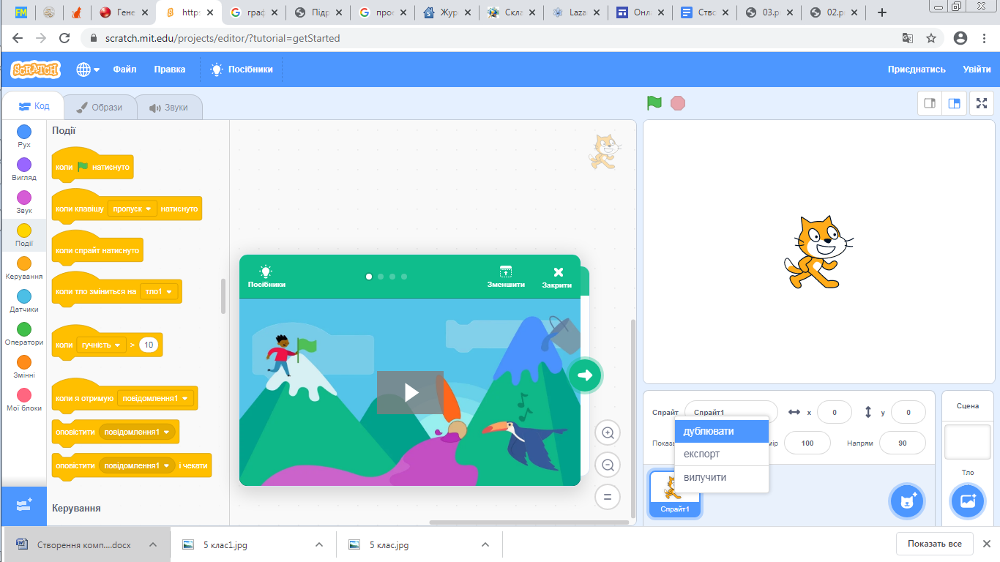 FM
Гене
https
граф
Підр
прое
Жур
Скла
Laza
Онл
Ство
03.p
02.p
scratch.mit.edu/projects/editor/?tutorial=getStarted
SCRATCH
Файл
Правка
Посібники
Приєднатись
Увійти
Код
Образи
Звуки
Рух
Вигляд
Звук
Події
Керування
Датчики
Оператори
Змінні
Мої блоки
Події
коли натиснуто
коли клавішу пропуск натиснуто
коли спрайт натиснуто
коли тло зміниться на тло1
коли гучність > 10
коли я отримую повідомлення1
оповістити повідомлення1
оповістити повідомлення1 і чекати
Керування
Посібники
Зменшити
Закрити
Спрайт Спрайт1 x 0 y 0
Показа мір 100 Напрям 90
дублювати
експорт
вилучити
Спрайт1
Сцена
Тло
Створення комп....docx
5 клас1.jpg
5 клас.jpg
Показать все